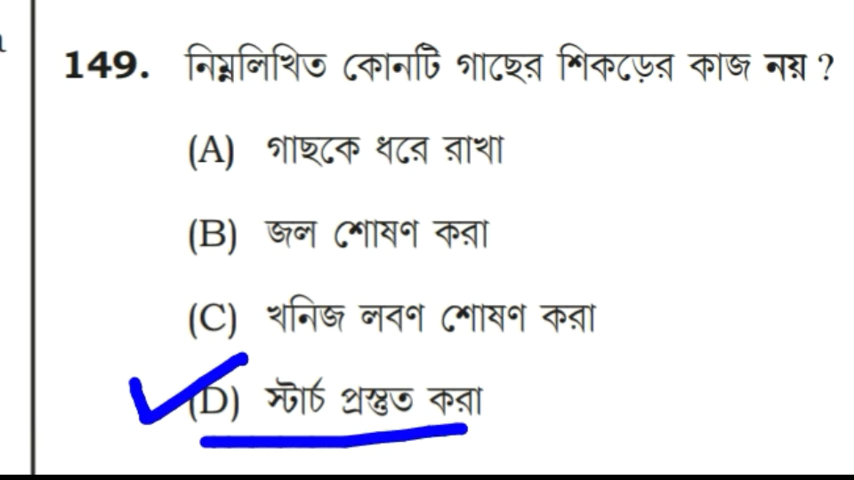 149. নিম্নলিখিত কোনটি গাছের শিকড়ের কাজ নয় ?
(A) গাছকে ধরে রাখা
(B) জল শোষণ করা
(C) খনিজ লবণ শোষণ করা
(D) স্টার্চ প্রস্তুত করা